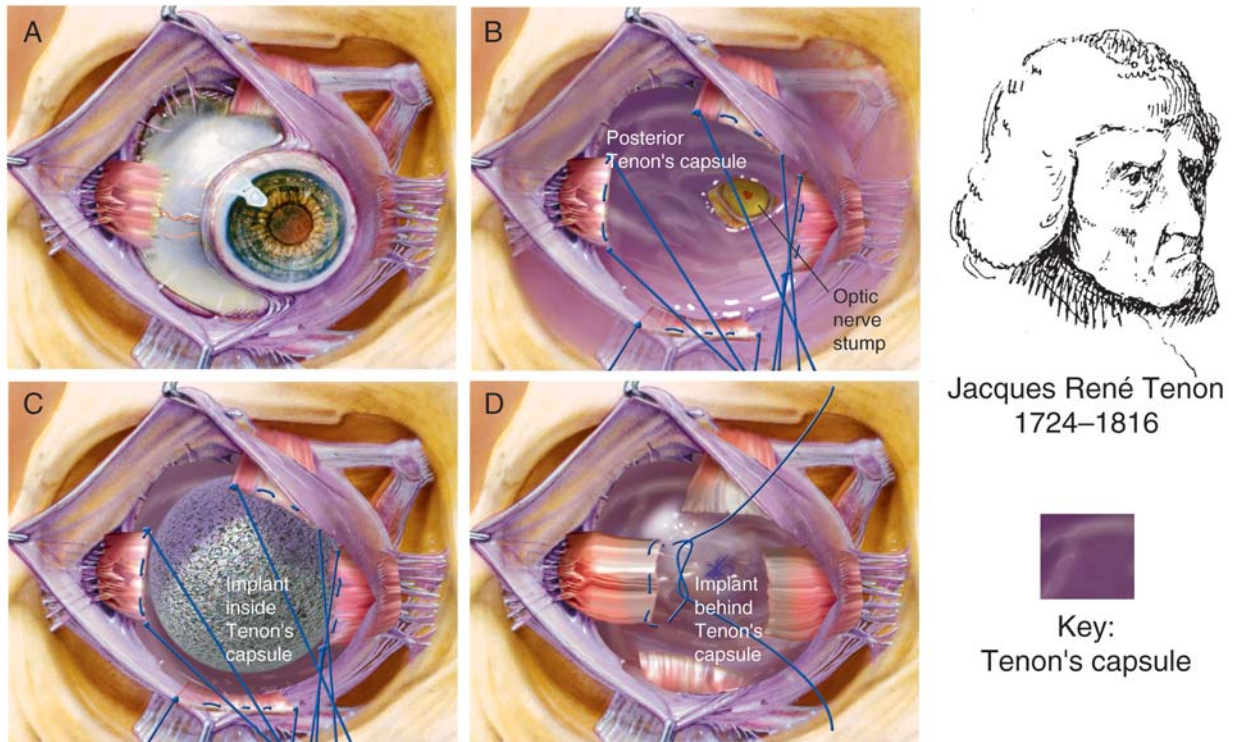 A
B
Posterior
Tenon's capsule
Optic
nerve
stump
C
Implant
inside
Tenon's
capsule
D
Implant
behind
Tenon's
capsule
Jacques René Tenon
1724–1816
Key:
Tenon's capsule